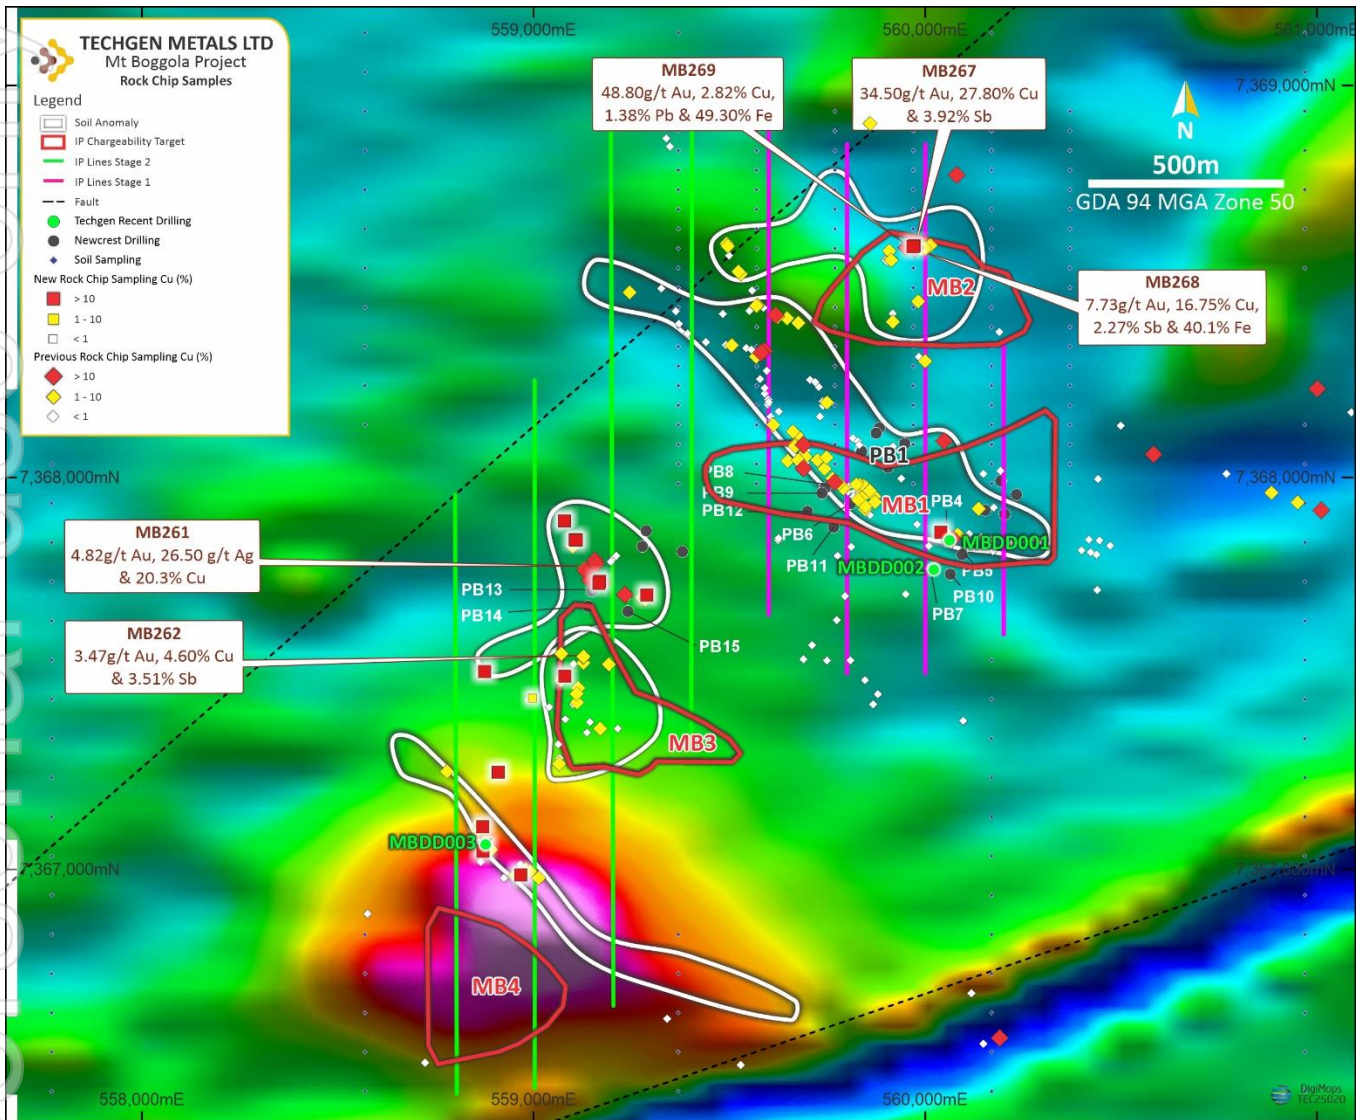 TECHGEN METALS LTD
Mt Boggola Project
Rock Chip Samples
Legend
Soil Anomaly
IP Chargeability Target
IP Lines Stage 2
IP Lines Stage 1
Fault
Techgen Recent Drilling
Newcrest Drilling
Soil Sampling
New Rock Chip Sampling Cu (%)
> 10
1 - 10
< 1
Previous Rock Chip Sampling Cu (%)
> 10
1 - 10
< 1
559,000mE
560,000mE
561,000mE
7,369,000mN
N
500m
GDA 94 MGA Zone 50
MB269
48.80g/t Au, 2.82% Cu,
1.38% Pb & 49.30% Fe
MB267
34.50g/t Au, 27.80% Cu
& 3.92% Sb
MB268
7.73g/t Au, 16.75% Cu,
2.27% Sb & 40.1% Fe
MB2
7,368,000mN
PB1
PB8
PB9
PB12
MB1
PB4
PB6
MBDD001
PB11
MBDD002
PB5
PB10
PB7
MB261
4.82g/t Au, 26.50 g/t Ag
& 20.3% Cu
PB13
PB14
PB15
MB262
3.47g/t Au, 4.60% Cu
& 3.51% Sb
MB3
MBDD003
7,367,000mN
7,367,000mN
MB4
558,000mE
559,000mE
560,000mE
DigiMaps
TEC25020